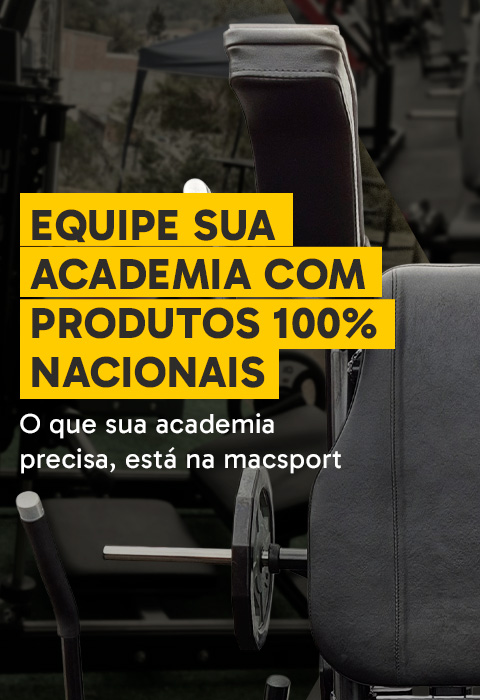 EQUIPE SUA
ACADEMIA COM
PRODUTOS 100%
NACIONAIS
O que sua academia
precisa, está na macsport